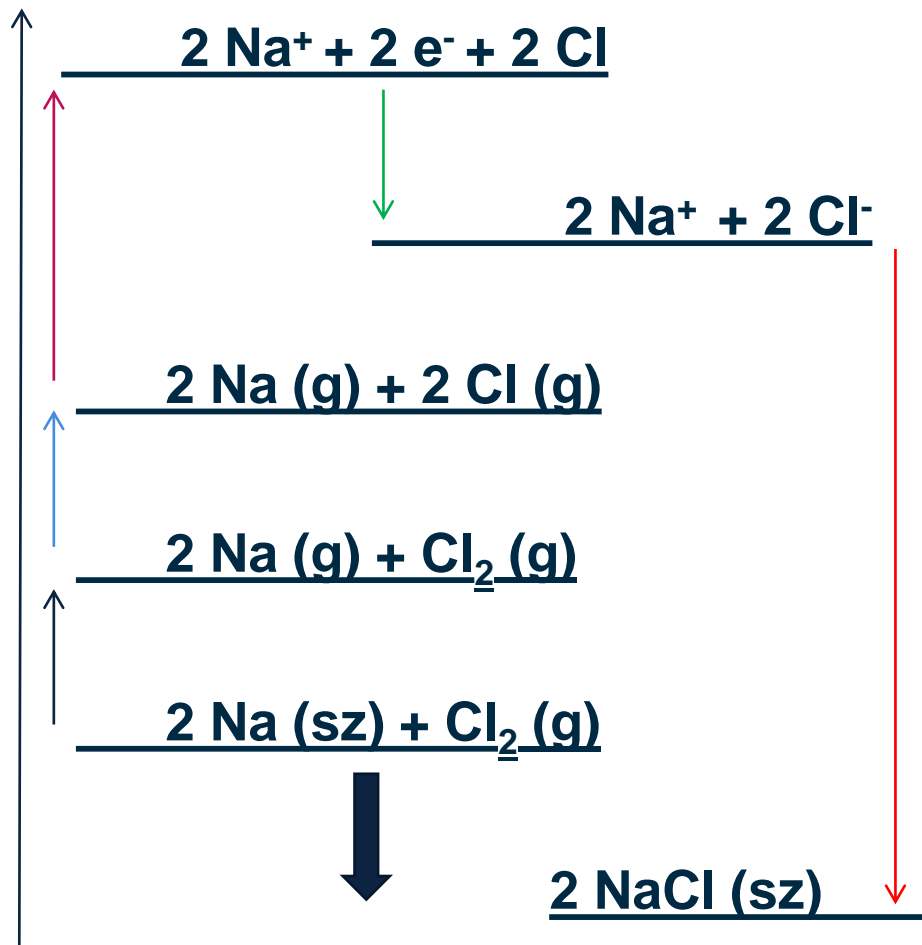 2 Na⁺ + 2 e⁻ + 2 Cl
2 Na⁺ + 2 Cl⁻
2 Na (g) + 2 Cl (g)
2 Na (g) + Cl₂ (g)
2 Na (sz) + Cl₂ (g)
2 NaCl (sz)